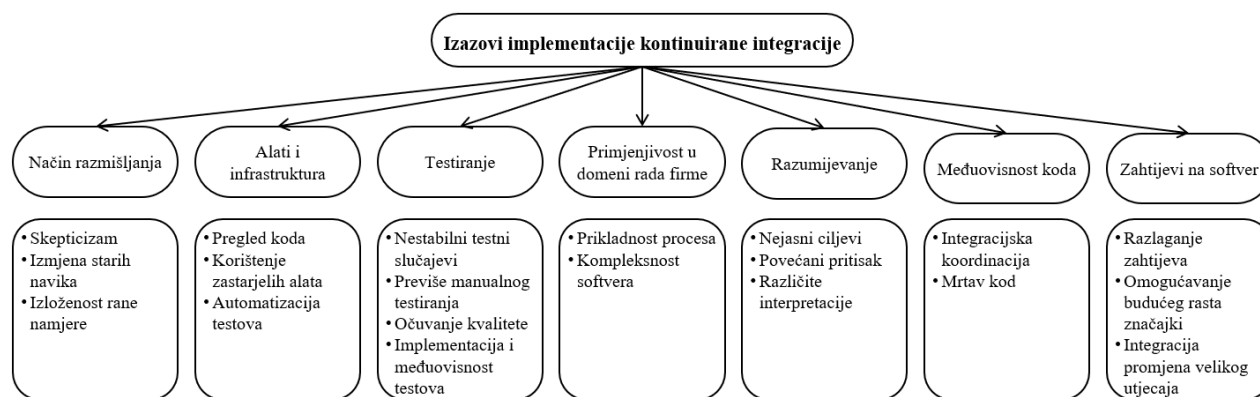 Izazovi implementacije kontinuirane integracije
Način razmišljanja
Alati i
infrastruktura
Testiranje
Primjenjivost u
domeni rada firme
Razumijevanje
Međuovisnost koda
Zahtijevi na softver
• Skepticizam
• Izmjena starih
navika
• Izloženost rane
namjere
• Pregled koda
• Korištenje
zastarjelih alata
• Automatizacija
testova
• Nestabilni testni
slučajevi
• Previše manualnog
testiranja
• Očuvanje kvalitete
• Implementacija i
međuovisnost
testova
• Prikladnost procesa
• Kompleksnost
softvera
• Nejasni ciljevi
• Povećani pritisak
• Različite
interpretacije
• Integracijska
koordinacija
• Mrtav kod
• Razlaganje
zahtijeva
• Omogućavanje
budućeg rasta
značajki
• Integracija
promjena velikog
utjecaja